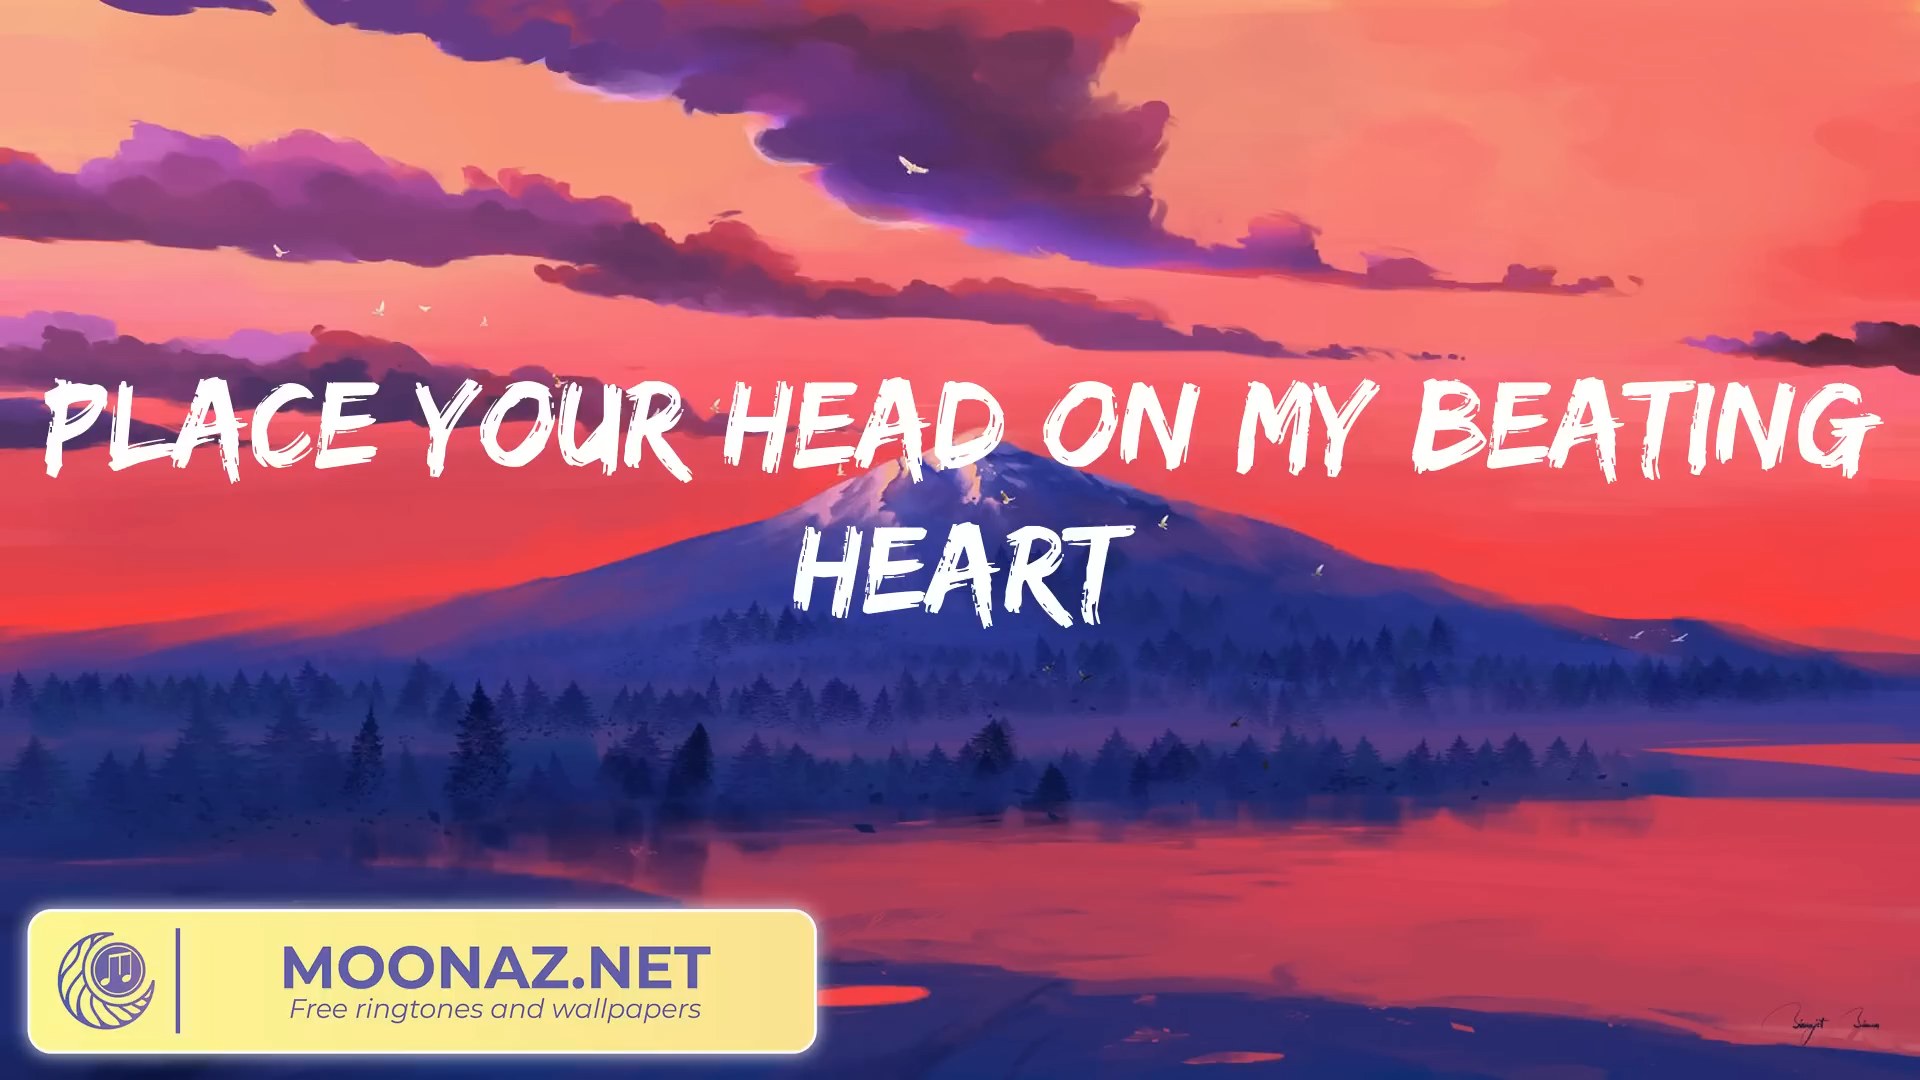 PLACE YOUR HEAD ON MY BEATING
HEART
MOONAZ.NET
Free ringtones and wallpapers